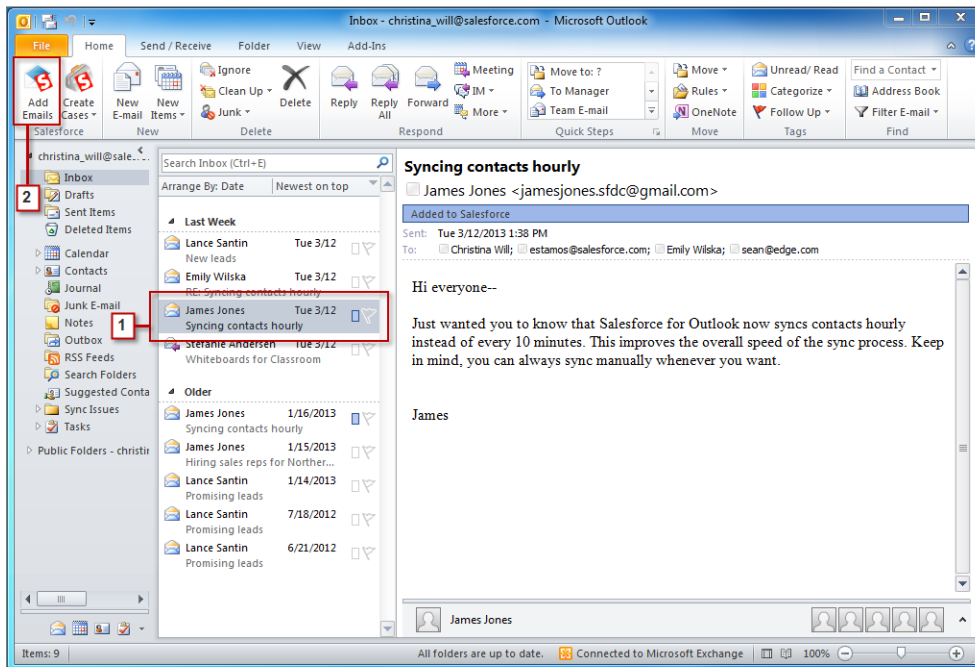 Inbox - christina_will@salesforce.com - Microsoft Outlook
File Home Send / Receive Folder View Add-Ins
Add Emails
Create Cases
Salesforce
New E-mail
New Items
New
Ignore
Clean Up
Junk
Delete
Delete
Reply
Reply All
Forward
Meeting
IM
More
Respond
Move to: ?
To Manager
Team E-mail
Quick Steps
Move
Rules
OneNote
Move
Unread/ Read
Categorize
Follow Up
Tags
Find a Contact
Address Book
Filter E-mail
Find
2
christina_will@sale...
Inbox
Drafts
Sent Items
Deleted Items
Calendar
Contacts
Journal
Junk E-mail
Notes
Outbox
RSS Feeds
Search Folders
Suggested Conta
Sync Issues
Tasks
Public Folders - christin
Search Inbox (Ctrl+E)
Arrange By: Date Newest on top
Last Week
Lance Santin Tue 3/12
New leads
Emily Wilska Tue 3/12
RE: Syncing contacts hourly
1
James Jones Tue 3/12
Syncing contacts hourly
Stefanie Andersen Tue 3/12
Whiteboards for Classroom
Older
James Jones 1/16/2013
Syncing contacts hourly
James Jones 1/15/2013
Hiring sales reps for Norther...
Lance Santin 1/14/2013
Promising leads
Lance Santin 7/18/2012
Promising leads
Lance Santin 6/21/2012
Promising leads
Syncing contacts hourly
James Jones <jamesjones.sfdc@gmail.com>
Added to Salesforce
Sent: Tue 3/12/2013 1:38 PM
To: Christina Will; estamos@salesforce.com; Emily Wilska; sean@edge.com
Hi everyone--
Just wanted you to know that Salesforce for Outlook now syncs contacts hourly
instead of every 10 minutes. This improves the overall speed of the sync process. Keep
in mind, you can always sync manually whenever you want.
James
James Jones
Items: 9
All folders are up to date. Connected to Microsoft Exchange 100%